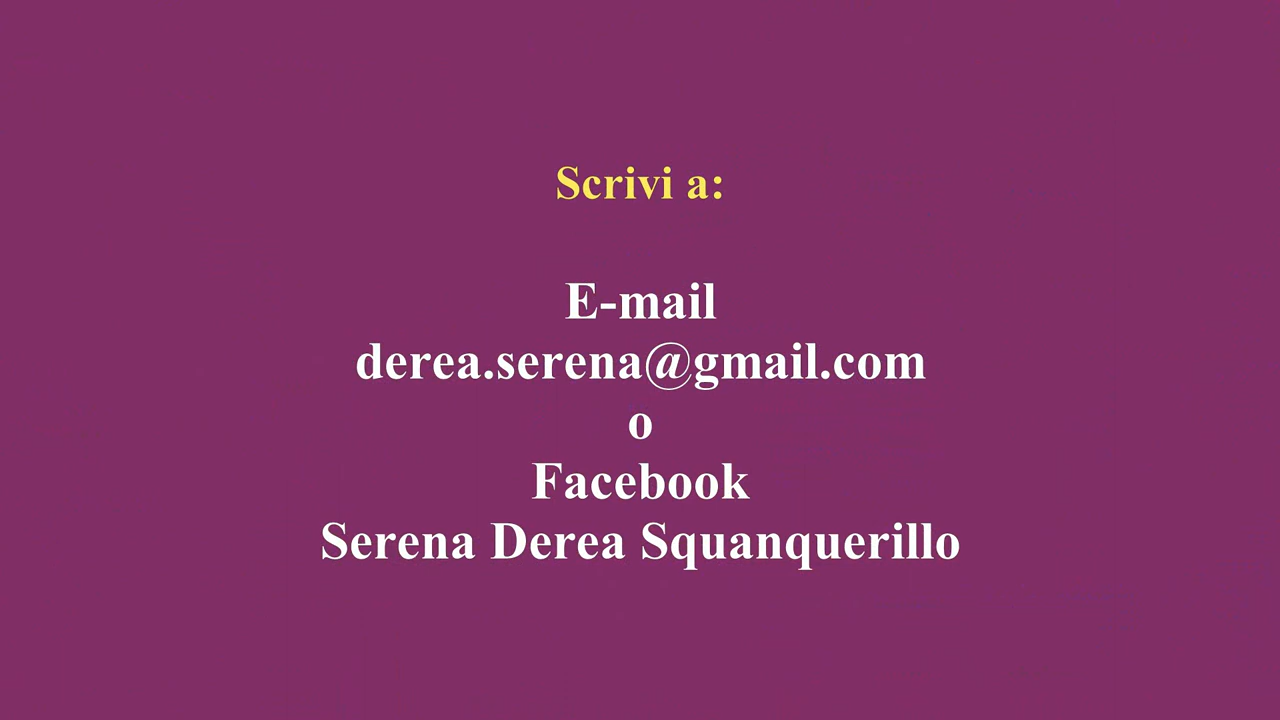 Scrivi a:
E-mail
derea.serena@gmail.com
o
Facebook
Serena Derea Squanquerillo